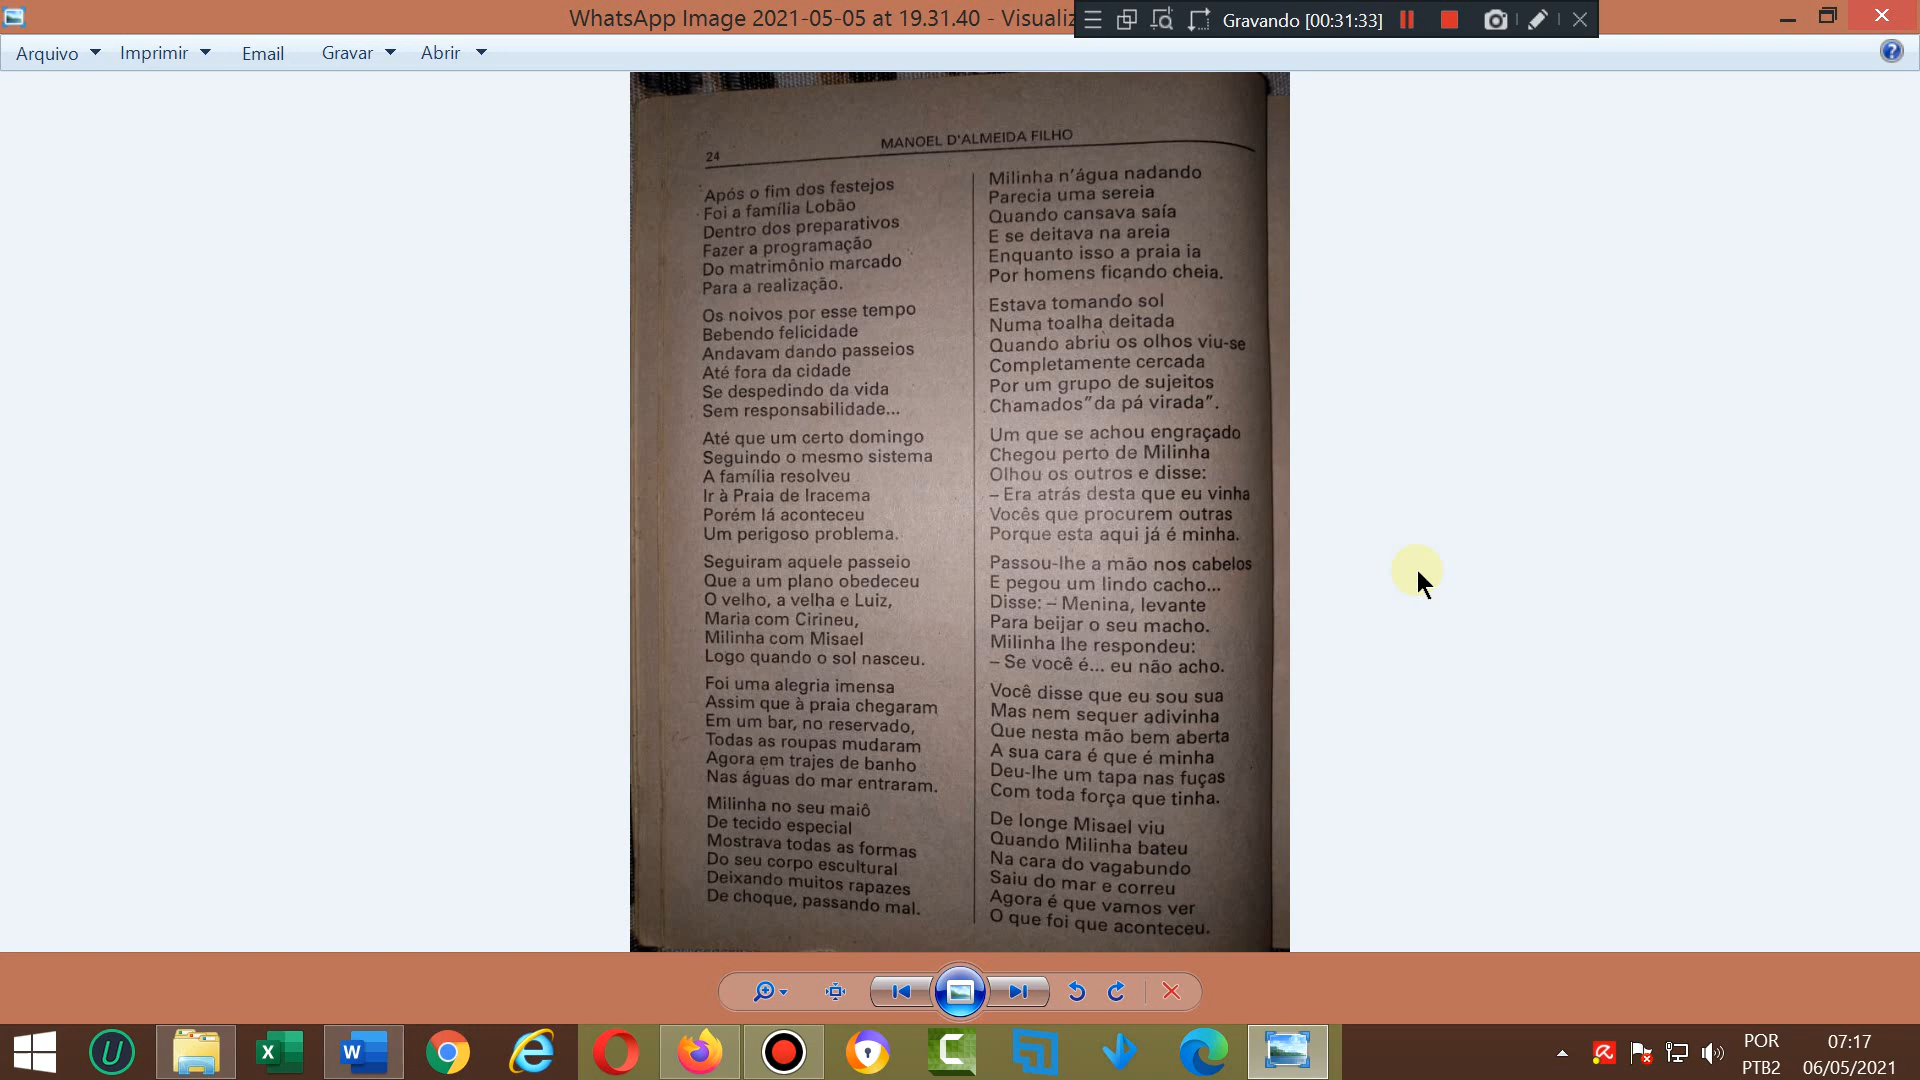 WhatsApp Image 2021-05-05 at 19.31.40 - Visualiz
Gravando [00:31:33]
Arquivo
Imprimir
Email
Gravar
Abrir
24
MANOEL D'ALMEIDA FILHO
Após o fim dos festejos
Foi a família Lobão
Dentro dos preparativos
Fazer a programação
Do matrimônio marcado
Para a realização.
Os noivos por esse tempo
Bebendo felicidade
Andavam dando passeios
Até fora da cidade
Se despedindo da vida
Sem responsabilidade...
Até que um certo domingo
Seguindo o mesmo sistema
A família resolveu
Ir à Praia de Iracema
Porém lá aconteceu
Um perigoso problema.
Seguiram aquele passeio
Que a um plano obedeceu
O velho, a velha e Luiz,
Maria com Cirineu,
Milinha com Misael
Logo quando o sol nasceu.
Foi uma alegria imensa
Assim que à praia chegaram
Em um bar, no reservado,
Todas as roupas mudaram
Agora em trajes de banho
Nas águas do mar entraram.
Milinha no seu maiô
De tecido especial
Mostrava todas as formas
Do seu corpo escultural
Deixando muitos rapazes
De choque, passando mal.
Milinha n'água nadando
Parecia uma sereia
Quando cansava saía
E se deitava na areia
Enquanto isso a praia ia
Por homens ficando cheia.
Estava tomando sol
Numa toalha deitada
Quando abriu os olhos viu-se
Completamente cercada
Por um grupo de sujeitos
Chamados "da pá virada".
Um que se achou engraçado
Chegou perto de Milinha
Olhou os outros e disse:
– Era atrás desta que eu vinha
Vocês que procurem outras
Porque esta aqui já é minha.
Passou-lhe a mão nos cabelos
E pegou um lindo cacho...
Disse: – Menina, levante
Para beijar o seu macho.
Milinha lhe respondeu:
– Se você é... eu não acho.
Você disse que eu sou sua
Mas nem sequer adivinha
Que nesta mão bem aberta
A sua cara é que é minha
Deu-lhe um tapa nas fuças
Com toda força que tinha.
De longe Misael viu
Quando Milinha bateu
Na cara do vagabundo
Saiu do mar e correu
Agora é que vamos ver
O que foi que aconteceu.
POR
PTB2
07:17
06/05/2021